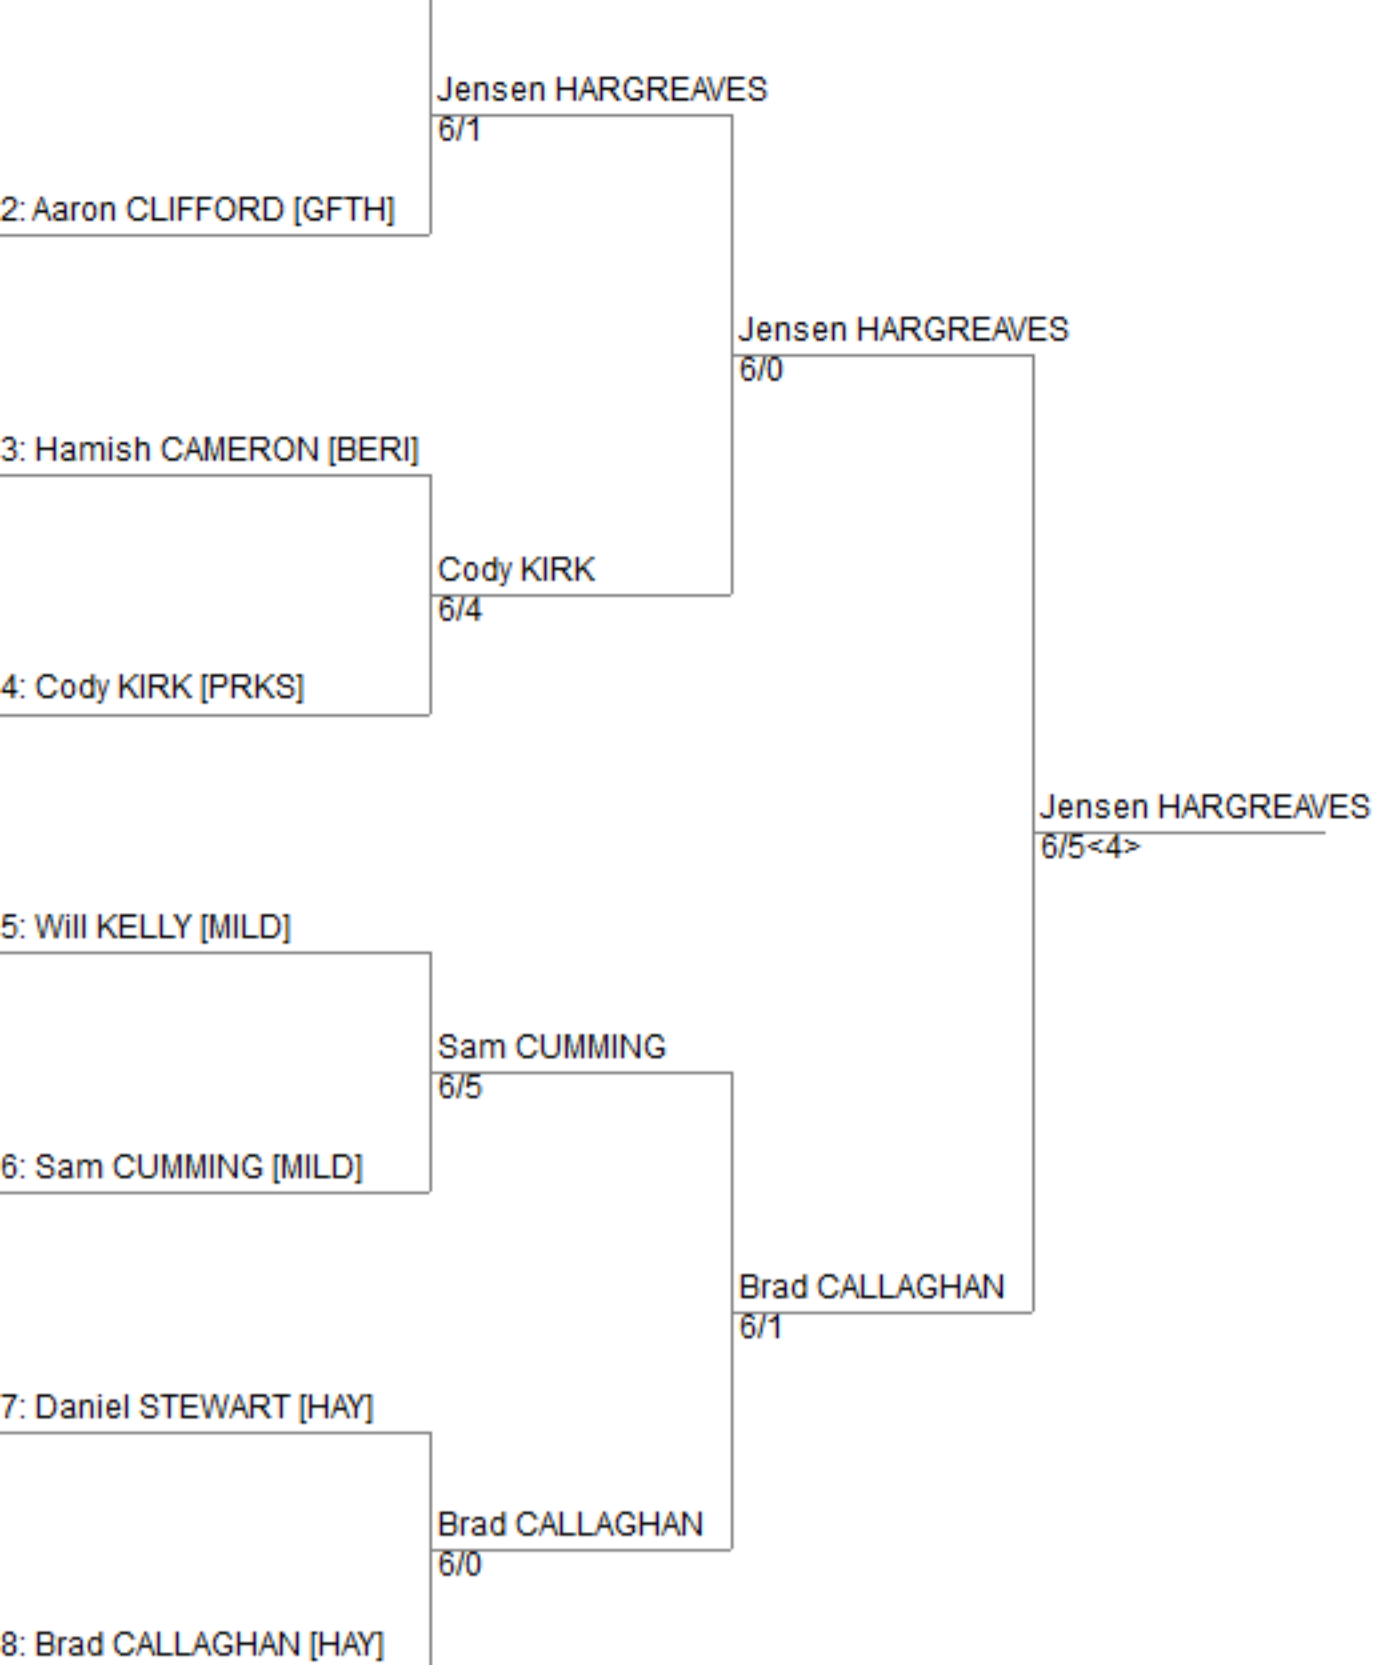 Jensen HARGREAVES
6/1
2: Aaron CLIFFORD [GFTH]
Jensen HARGREAVES
6/0
3: Hamish CAMERON [BERI]
Cody KIRK
6/4
4: Cody KIRK [PRKS]
Jensen HARGREAVES
6/5<4>
5: Will KELLY [MILD]
Sam CUMMING
6/5
6: Sam CUMMING [MILD]
Brad CALLAGHAN
6/1
7: Daniel STEWART [HAY]
Brad CALLAGHAN
6/0
8: Brad CALLAGHAN [HAY]